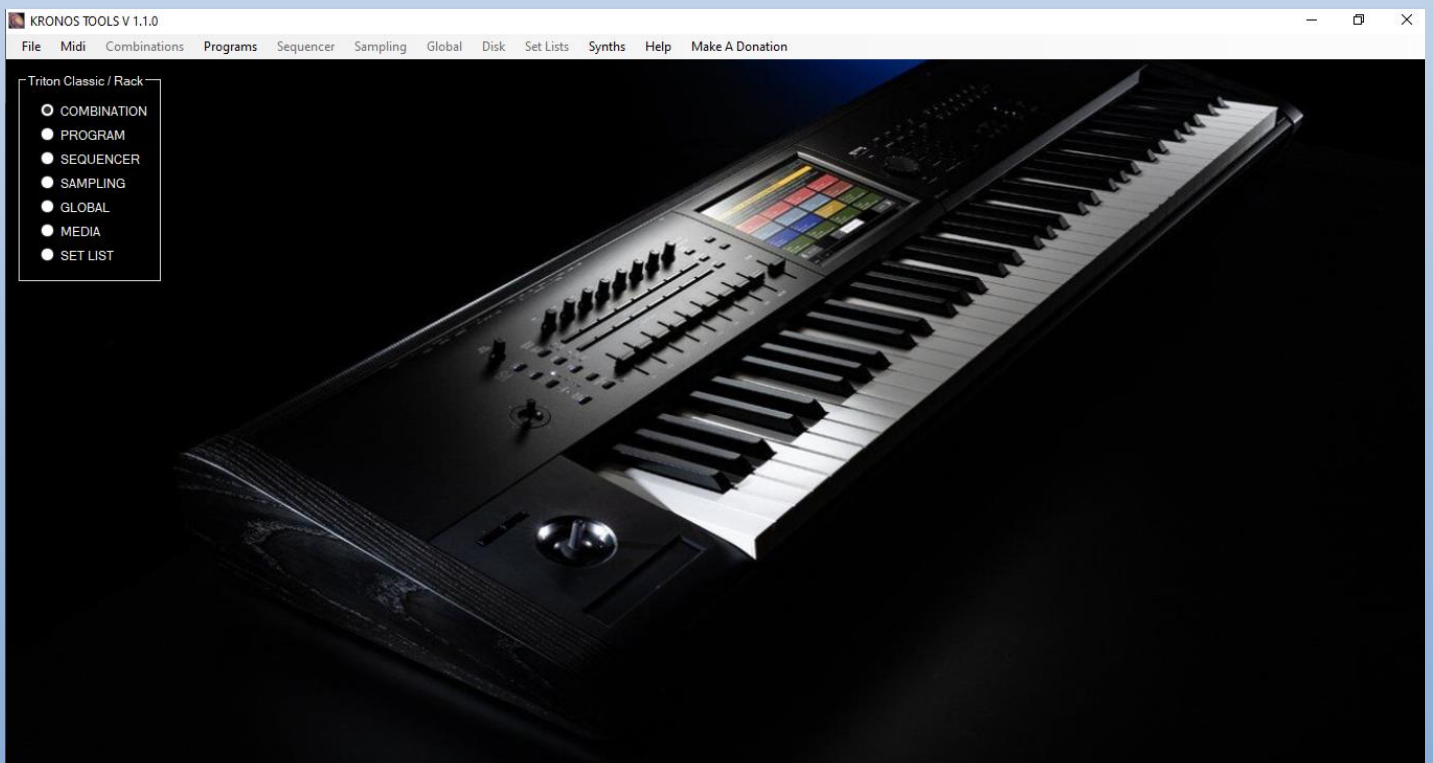 KRONOS TOOLS V 1.1.0
File Midi Combinations Programs Sequencer Sampling Global Disk Set Lists Synths Help Make A Donation
Triton Classic / Rack
COMBINATION
PROGRAM
SEQUENCER
SAMPLING
GLOBAL
MEDIA
SET LIST